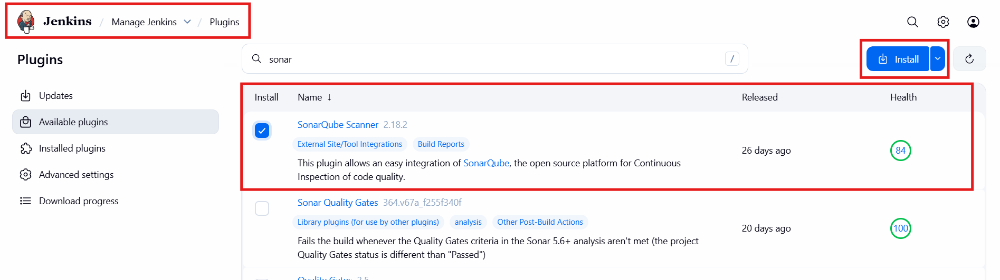 Jenkins / Manage Jenkins / Plugins
Plugins
sonar /
Install
Updates
Available plugins
Installed plugins
Advanced settings
Download progress
Install Name ↓ Released Health
SonarQube Scanner 2.18.2
External Site/Tool Integrations Build Reports
This plugin allows an easy integration of SonarQube, the open source platform for Continuous
Inspection of code quality.
26 days ago
84
Sonar Quality Gates 364.v67a_f255f340f
Library plugins (for use by other plugins) analysis Other Post-Build Actions
Fails the build whenever the Quality Gates criteria in the Sonar 5.6+ analysis aren't met (the project
Quality Gates status is different than "Passed")
20 days ago
100
Quality Gates 2.5